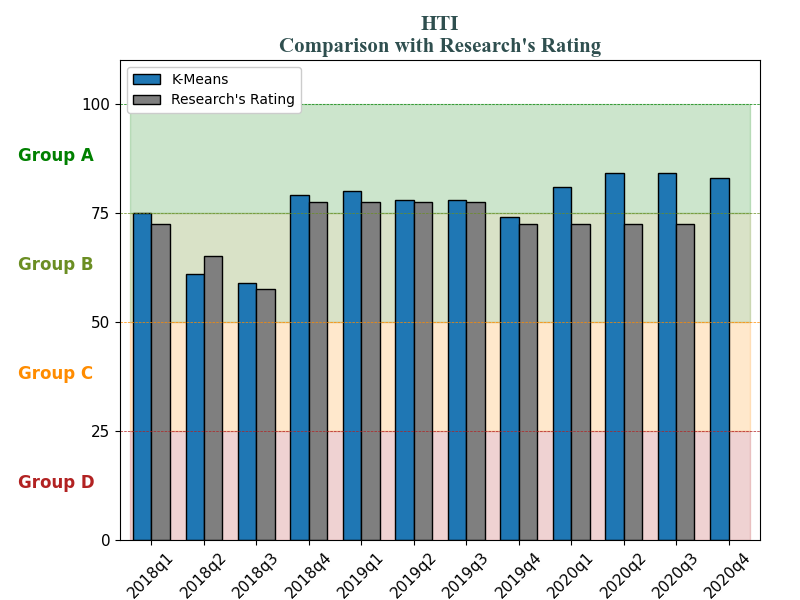 HTI
Comparison with Research's Rating
K-Means
Research's Rating
100
Group A
75
Group B
50
Group C
25
Group D
0
2018q1
2018q2
2018q3
2018q4
2019q1
2019q2
2019q3
2019q4
2020q1
2020q2
2020q3
2020q4